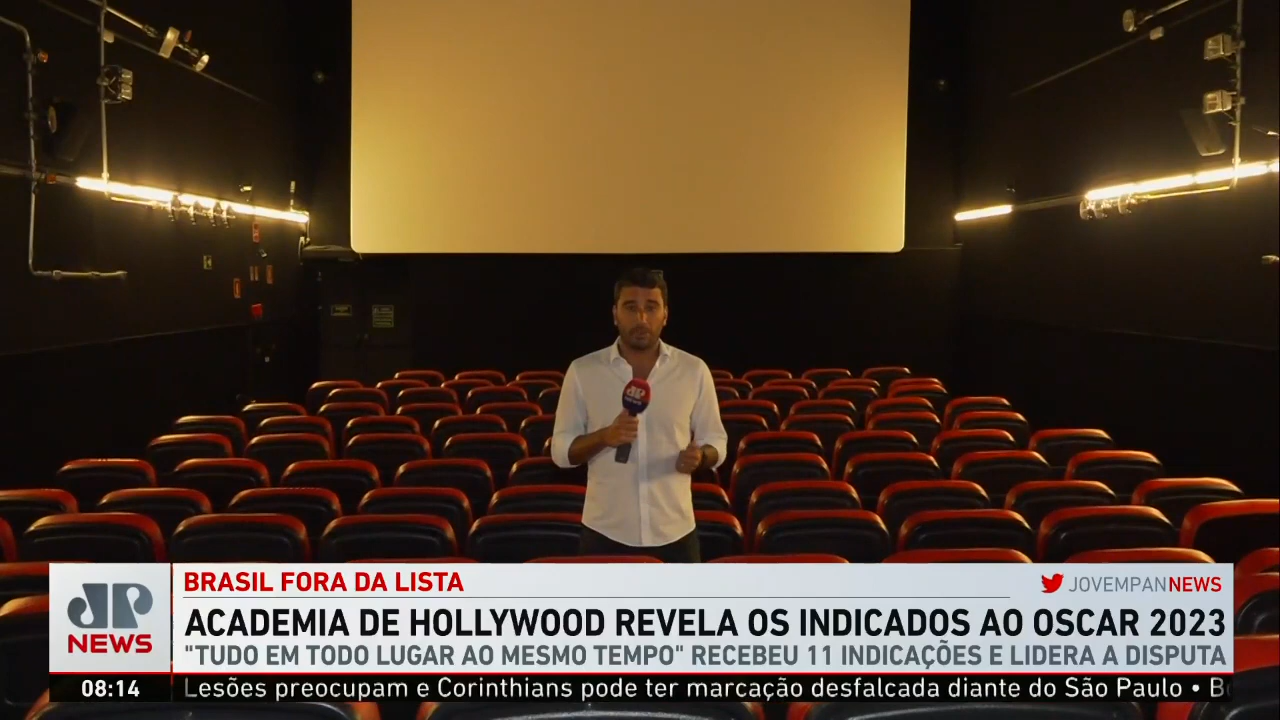 BRASIL FORA DA LISTA
JOVEMPANNEWS
JP
NEWS
ACADEMIA DE HOLLYWOOD REVELA OS INDICADOS AO OSCAR 2023
"TUDO EM TODO LUGAR AO MESMO TEMPO" RECEBEU 11 INDICAÇÕES E LIDERA A DISPUTA
08:14
Lesões preocupam e Corinthians pode ter marcação desfalcada diante do São Paulo •